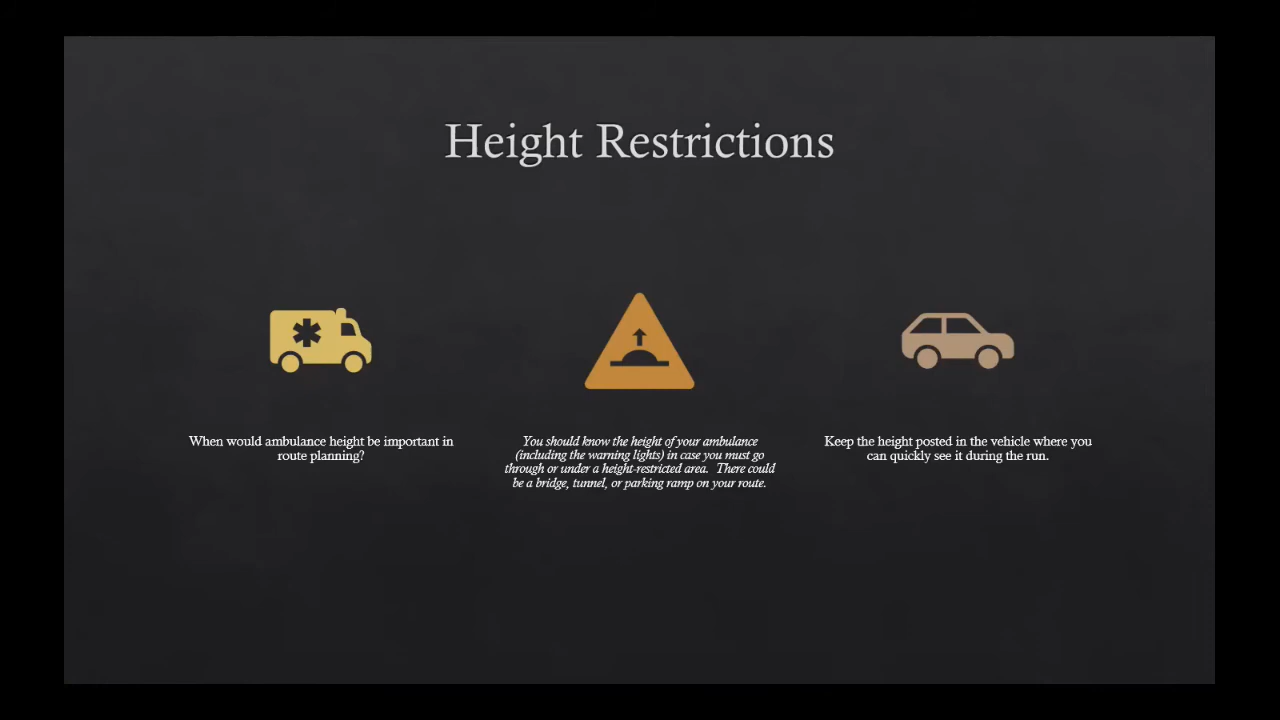 Height Restrictions
When would ambulance height be important in
route planning?
You should know the height of your ambulance
(including the warning lights) in case you must go
through or under a height-restricted area.  There could
be a bridge, tunnel, or parking ramp on your route.
Keep the height posted in the vehicle where you
can quickly see it during the run.